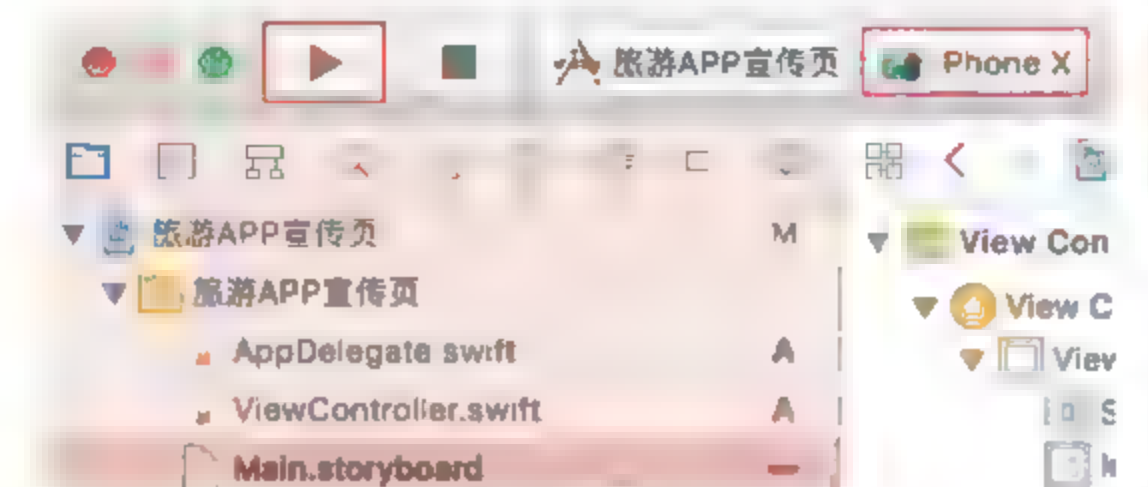 旅游APP宣传页 Phone X
旅游APP宣传页 M
View Con
旅游APP宣传页
View C
AppDelegate.swift A
View
ViewController.swift A
S
Main.storyboard